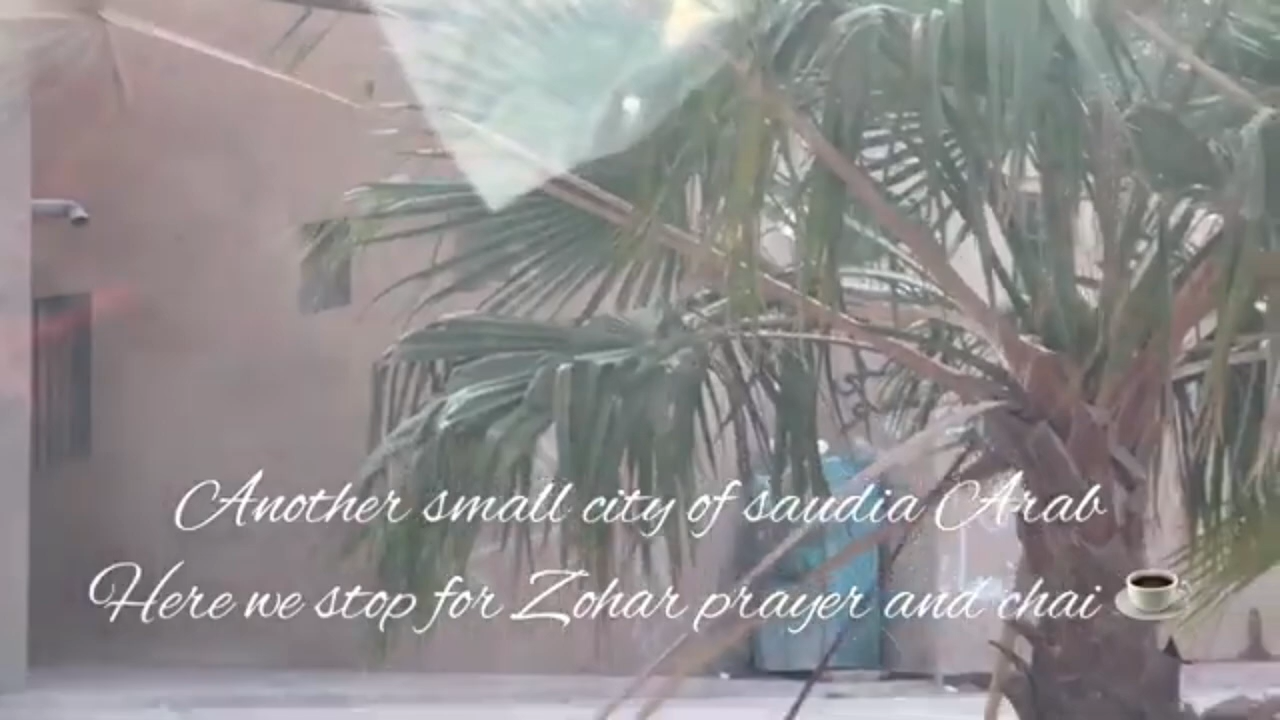 Another small city of saudia Arab
Here we stop for Zohar prayer and chai ☕